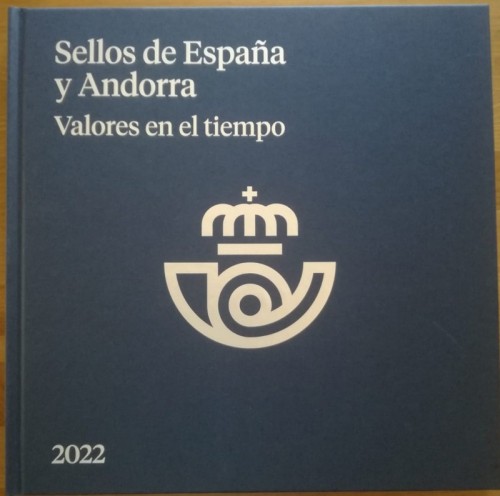 Sellos de España
y Andorra
Valores en el tiempo
2022